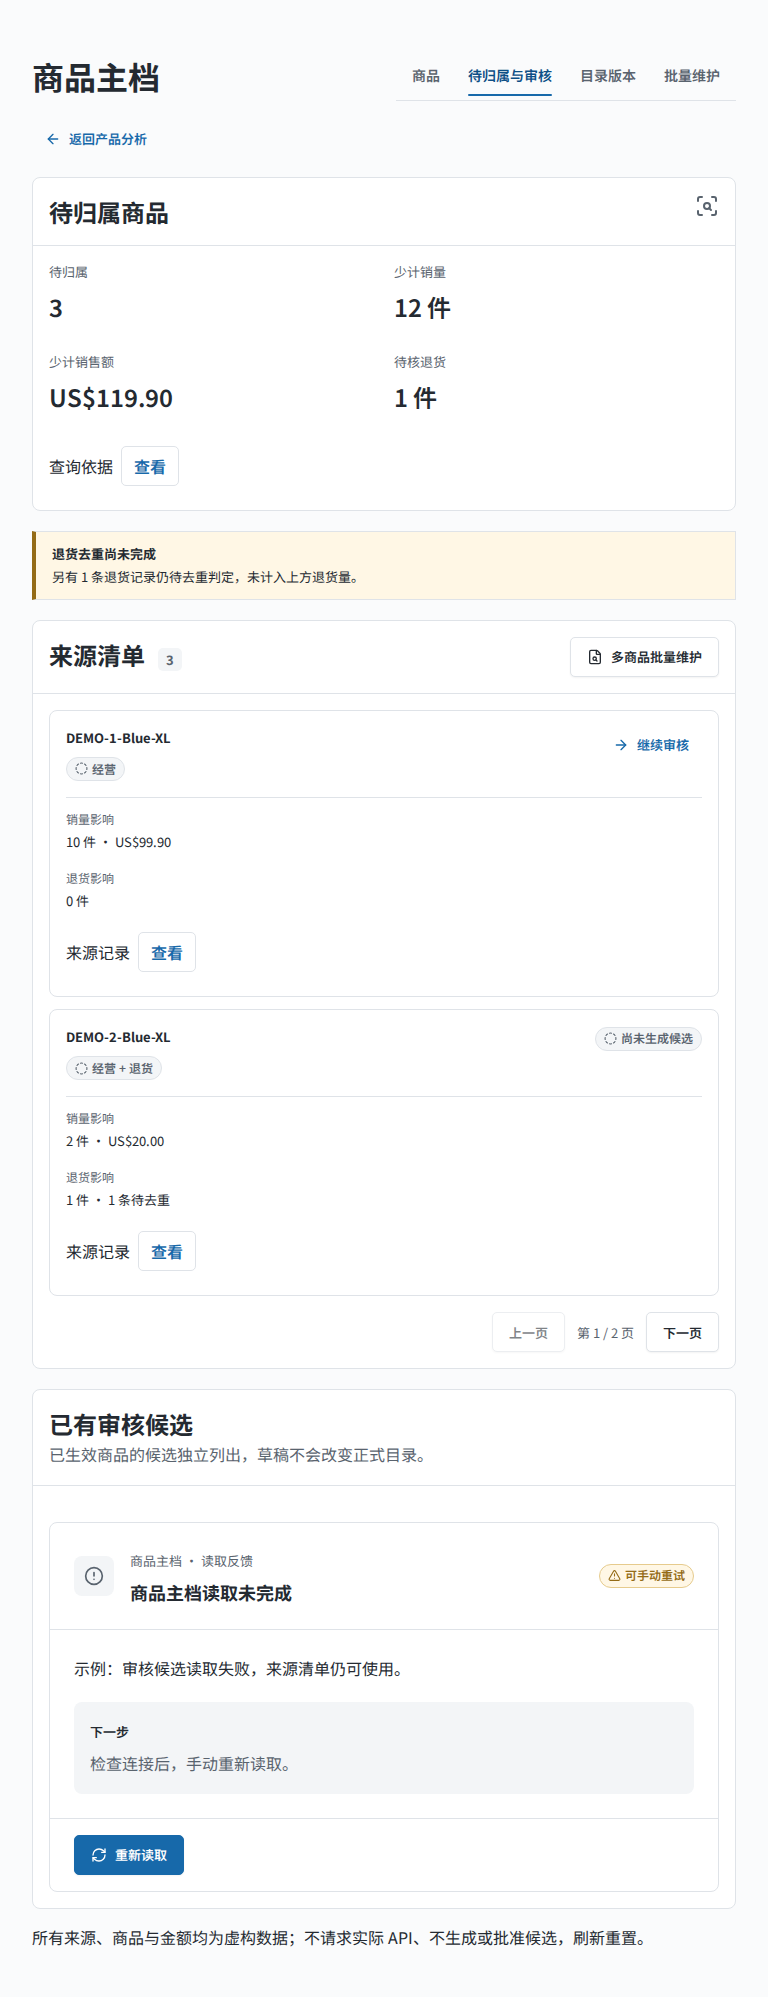 商品主档
商品
待归属与审核
目录版本
批量维护
返回产品分析
待归属商品
待归属
3
少计销量
12 件
少计销售额
US$119.90
待核退货
1 件
查询依据
查看
退货去重尚未完成
另有 1 条退货记录仍待去重判定，未计入上方退货量。
来源清单
3
多商品批量维护
DEMO-1-Blue-XL
继续审核
经营
销量影响
10 件 · US$99.90
退货影响
0 件
来源记录
查看
DEMO-2-Blue-XL
尚未生成候选
经营 + 退货
销量影响
2 件 · US$20.00
退货影响
1 件 · 1 条待去重
来源记录
查看
上一页
第 1 / 2 页
下一页
已有审核候选
已生效商品的候选独立列出，草稿不会改变正式目录。
商品主档 · 读取反馈
商品主档读取未完成
可手动重试
示例：审核候选读取失败，来源清单仍可使用。
下一步
检查连接后，手动重新读取。
重新读取
所有来源、商品与金额均为虚构数据；不请求实际 API、不生成或批准候选，刷新重置。